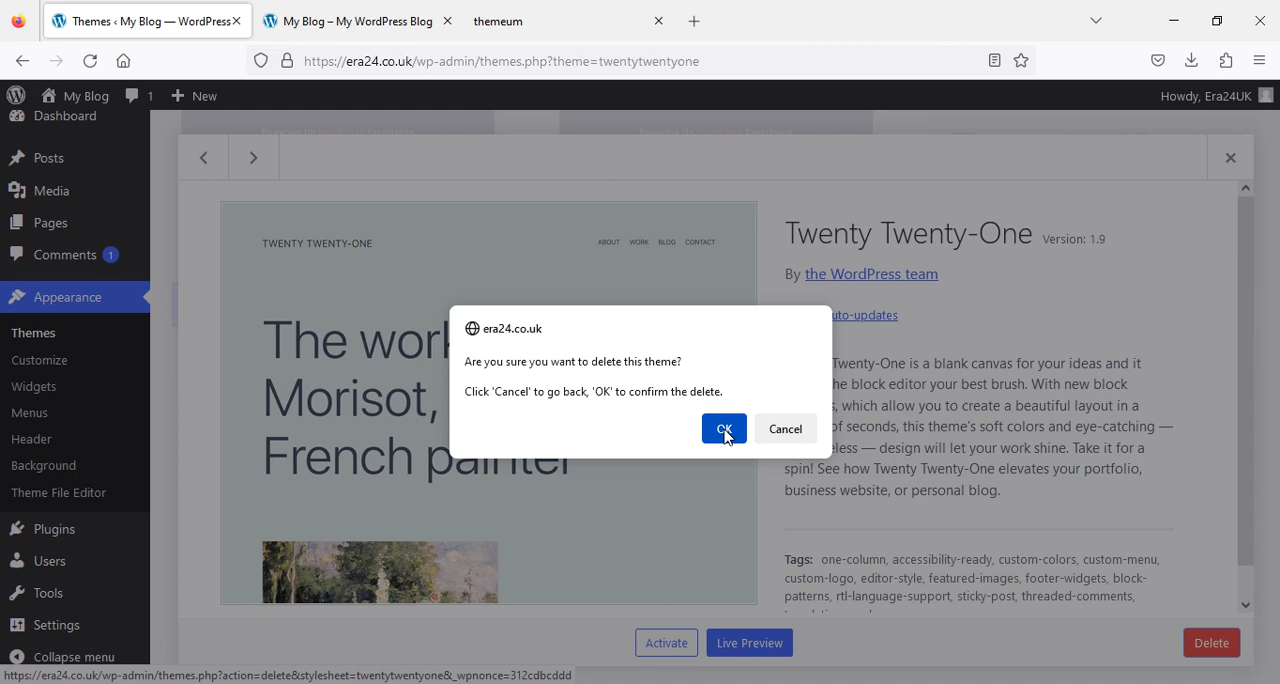 Themes ‹ My Blog — WordPress
My Blog – My WordPress Blog
themeum
https://era24.co.uk/wp-admin/themes.php?theme=twentytwentyone
My Blog
1
New
Howdy, Era24UK
Dashboard
Posts
Media
Pages
Comments 1
Appearance
Themes
Customize
Widgets
Menus
Header
Background
Theme File Editor
Plugins
Users
Tools
Settings
Collapse menu
TWENTY TWENTY-ONE
ABOUT WORK BLOG CONTACT
The work
Morisot,
French painter
Twenty Twenty-One Version: 1.9
By the WordPress team
uto-updates
Twenty-One is a blank canvas for your ideas and it
he block editor your best brush. With new block
s, which allow you to create a beautiful layout in a
of seconds, this theme's soft colors and eye-catching —
eless — design will let your work shine. Take it for a
spin! See how Twenty Twenty-One elevates your portfolio,
business website, or personal blog.
Tags: one-column, accessibility-ready, custom-colors, custom-menu,
custom-logo, editor-style, featured-images, footer-widgets, block-
patterns, rtl-language-support, sticky-post, threaded-comments,
era24.co.uk
Are you sure you want to delete this theme?
Click 'Cancel' to go back, 'OK' to confirm the delete.
OK
Cancel
Activate
Live Preview
Delete
https://era24.co.uk/wp-admin/themes.php?action=delete&stylesheet=twentytwentyone&_wpnonce=312cdbcddd